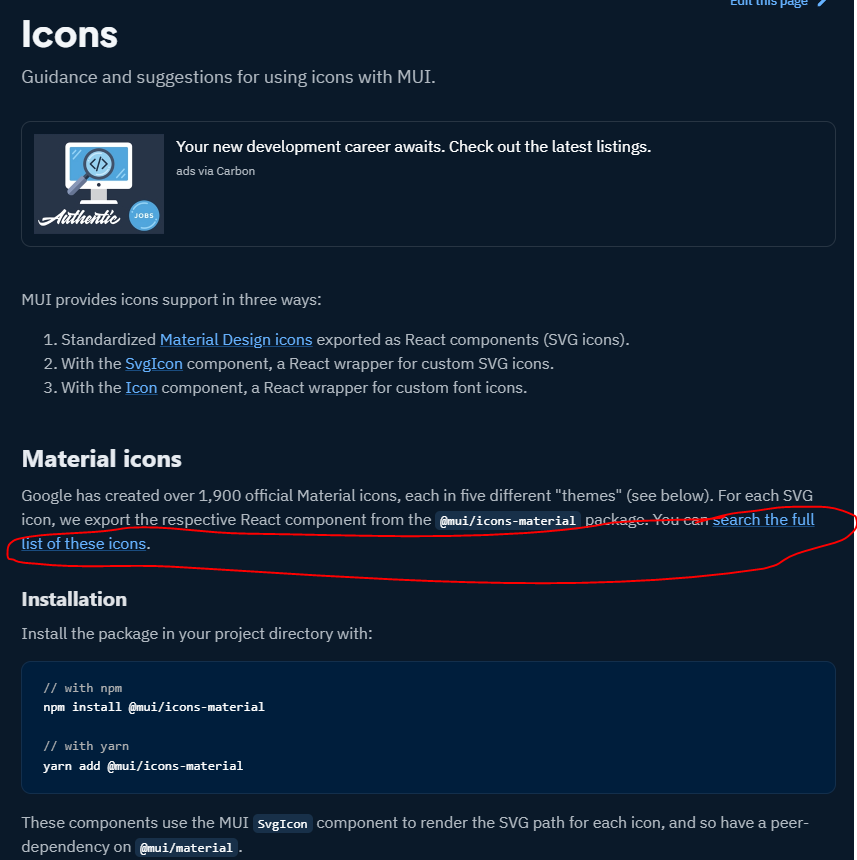 Edit this page
Icons
Guidance and suggestions for using icons with MUI.
</>
Authentic
JOBS
Your new development career awaits. Check out the latest listings.
ads via Carbon
MUI provides icons support in three ways:
1. Standardized Material Design icons exported as React components (SVG icons).
2. With the SvgIcon component, a React wrapper for custom SVG icons.
3. With the Icon component, a React wrapper for custom font icons.
Material icons
Google has created over 1,900 official Material icons, each in five different "themes" (see below). For each SVG
icon, we export the respective React component from the @mui/icons-material package. You can search the full
list of these icons.
Installation
Install the package in your project directory with:
// with npm
npm install @mui/icons-material
// with yarn
yarn add @mui/icons-material
These components use the MUI SvgIcon component to render the SVG path for each icon, and so have a peer-
dependency on @mui/material.